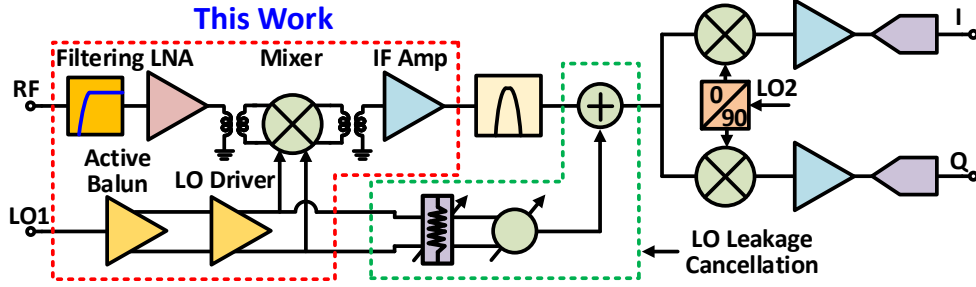 This Work
Filtering LNA
Mixer
IF Amp
RF
Active
Balun
LO Driver
LO1
I
0
90
LO2
Q
LO Leakage
Cancellation